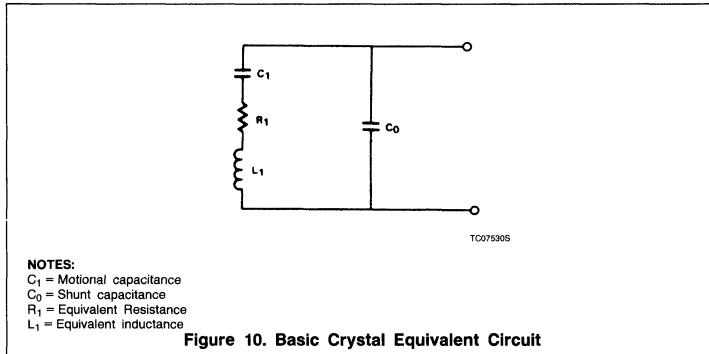 C1
R1
L1
C0
TC07530S
NOTES:
C1 = Motional capacitance
C0 = Shunt capacitance
R1 = Equivalent Resistance
L1 = Equivalent inductance
Figure 10. Basic Crystal Equivalent Circuit